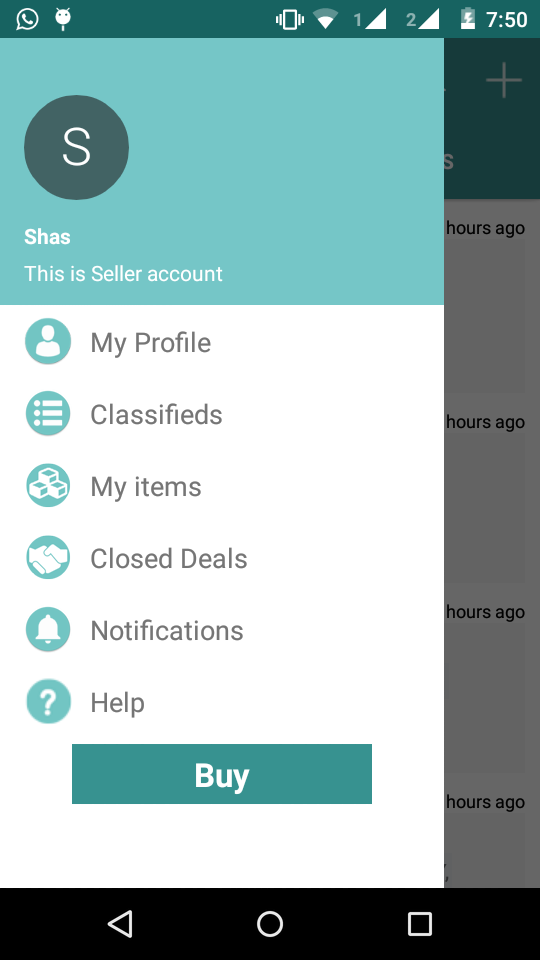 1 2 7:50
S
s
Shas
This is Seller account
hours ago
My Profile
Classifieds
hours ago
My items
Closed Deals
Notifications
hours ago
Help
Buy
hours ago